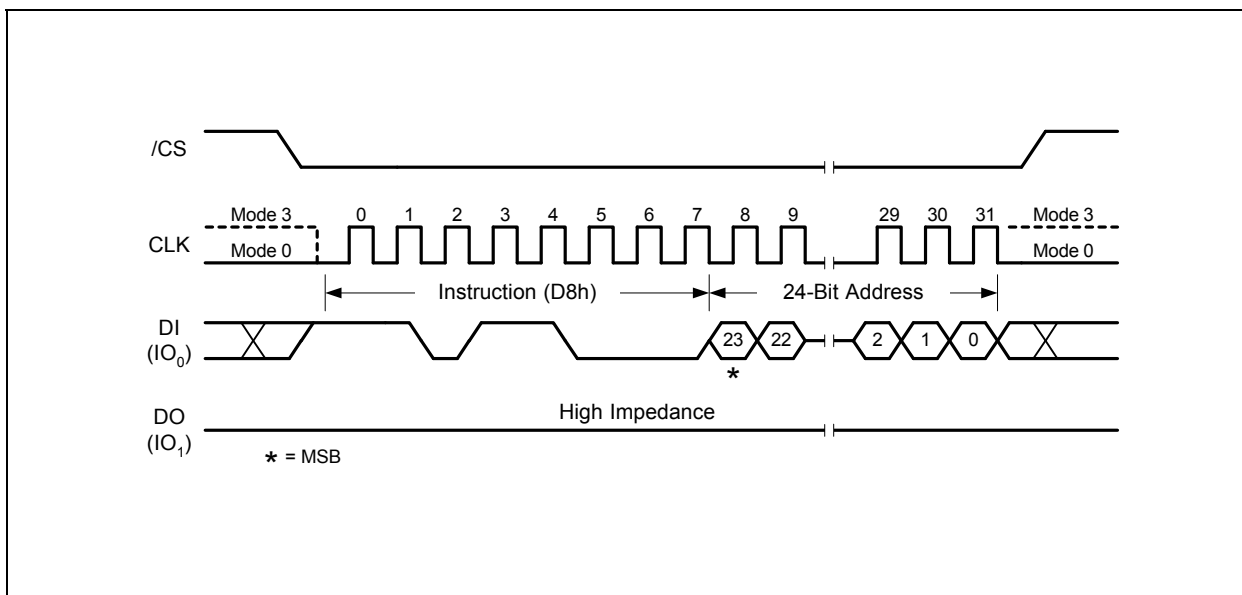 /CS
Mode 3
0 1 2 3 4 5 6 7 8 9 29 30 31
Mode 3
CLK
Mode 0
Mode 0
Instruction (D8h)
24-Bit Address
DI
(IO0)
23 22 2 1 0
*
High Impedance
DO
(IO1)
* = MSB